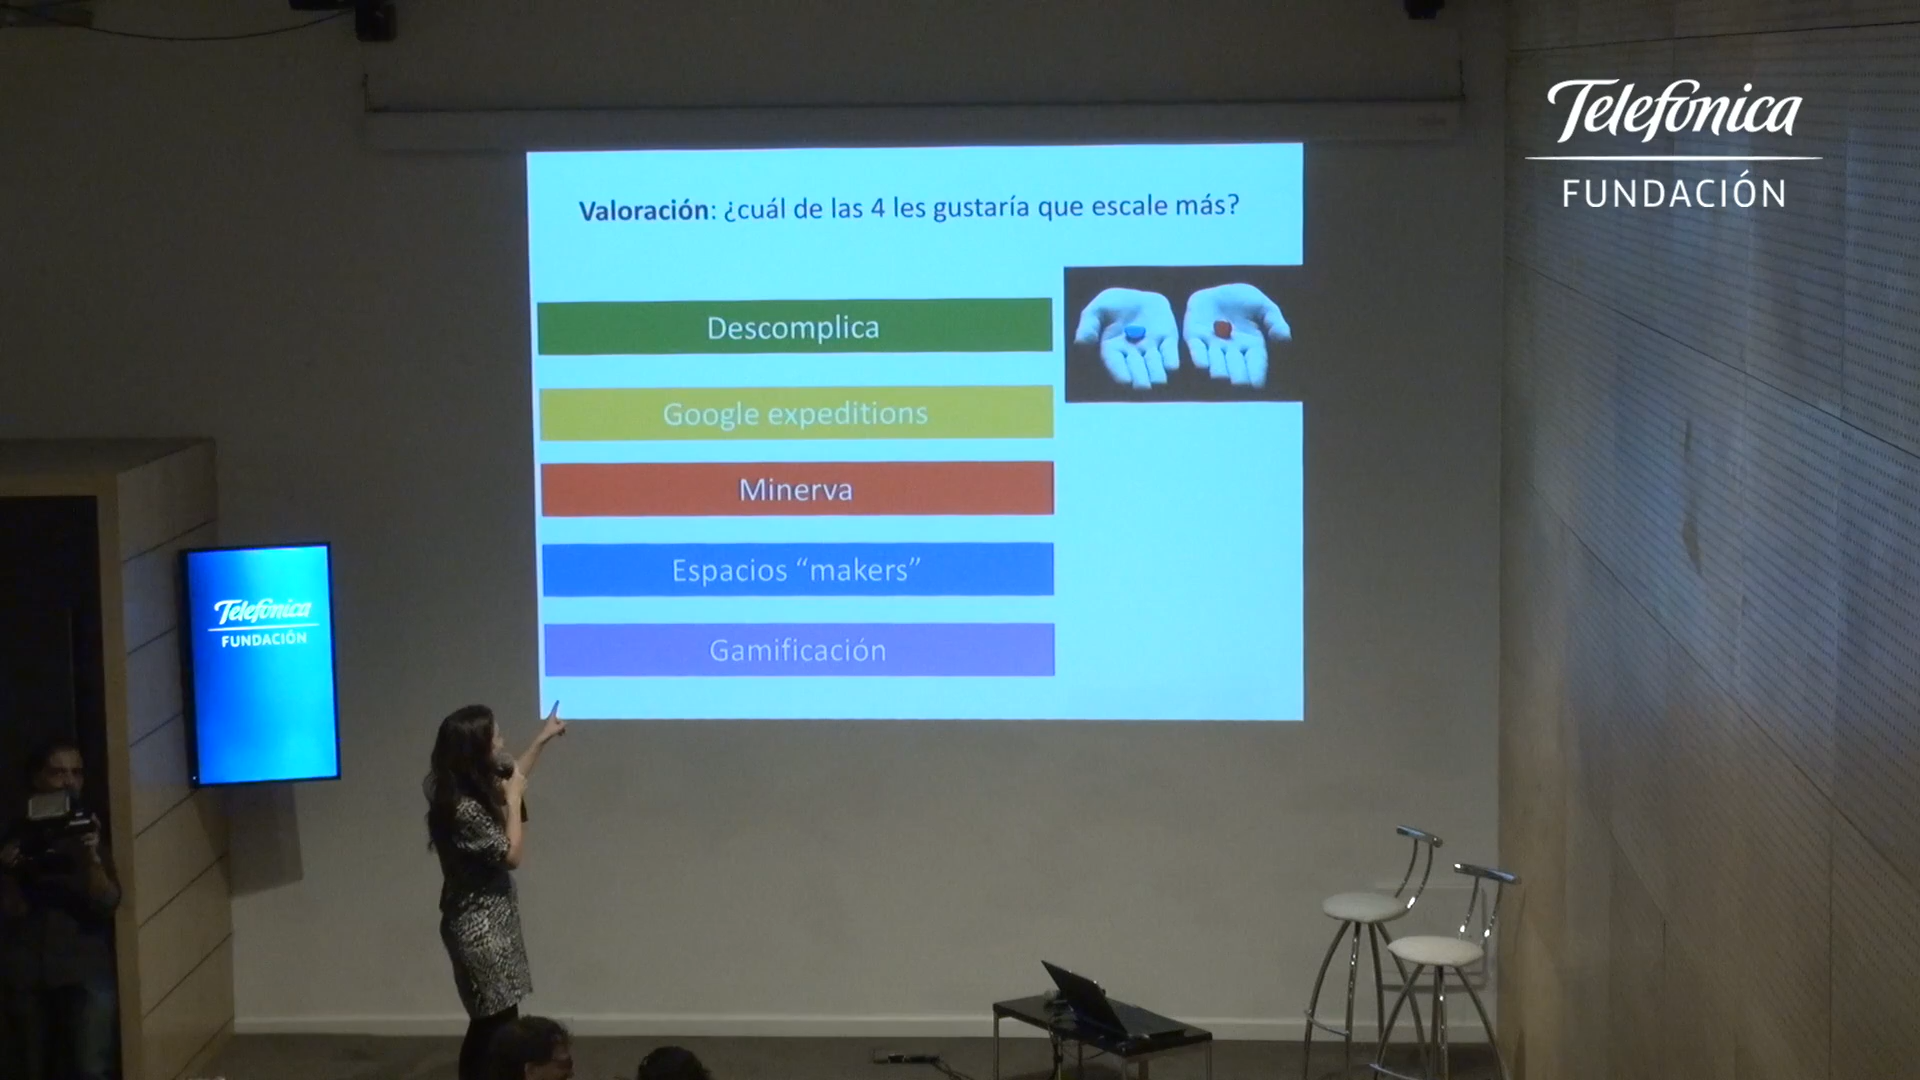 Telefónica
FUNDACIÓN
Valoración: ¿cuál de las 4 les gustaría que escale más?
Descomplica
Google expeditions
Minerva
Espacios “makers”
Gamificación
Telefónica
FUNDACIÓN